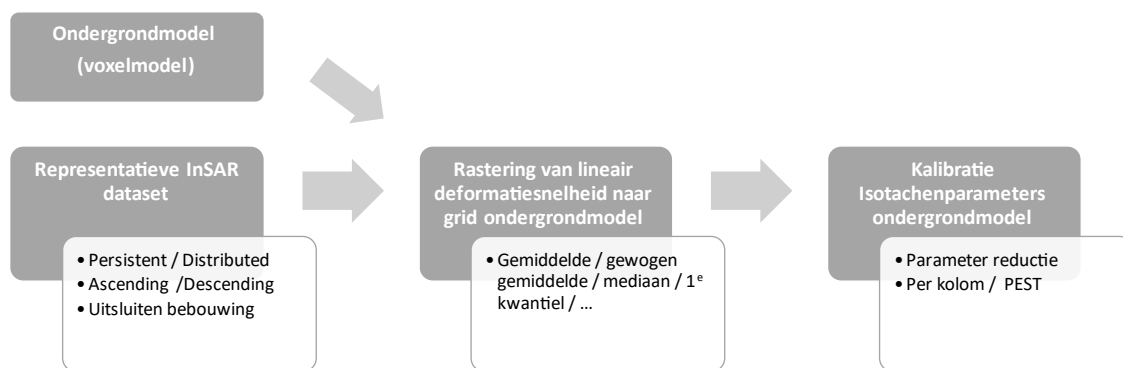 Ondergrondmodel
(voxelmodel)
Representatieve InSAR
dataset
• Persistent / Distributed
• Ascending /Descending
• Uitsluiten bebouwing
Rastering van lineair
deformatiesnelheid naar
grid ondergrondmodel
• Gemiddelde / gewogen
gemiddelde / mediaan / 1e
kwantiel / ...
Kalibratie
Isotachenparameters
ondergrondmodel
• Parameter reductie
• Per kolom / PEST